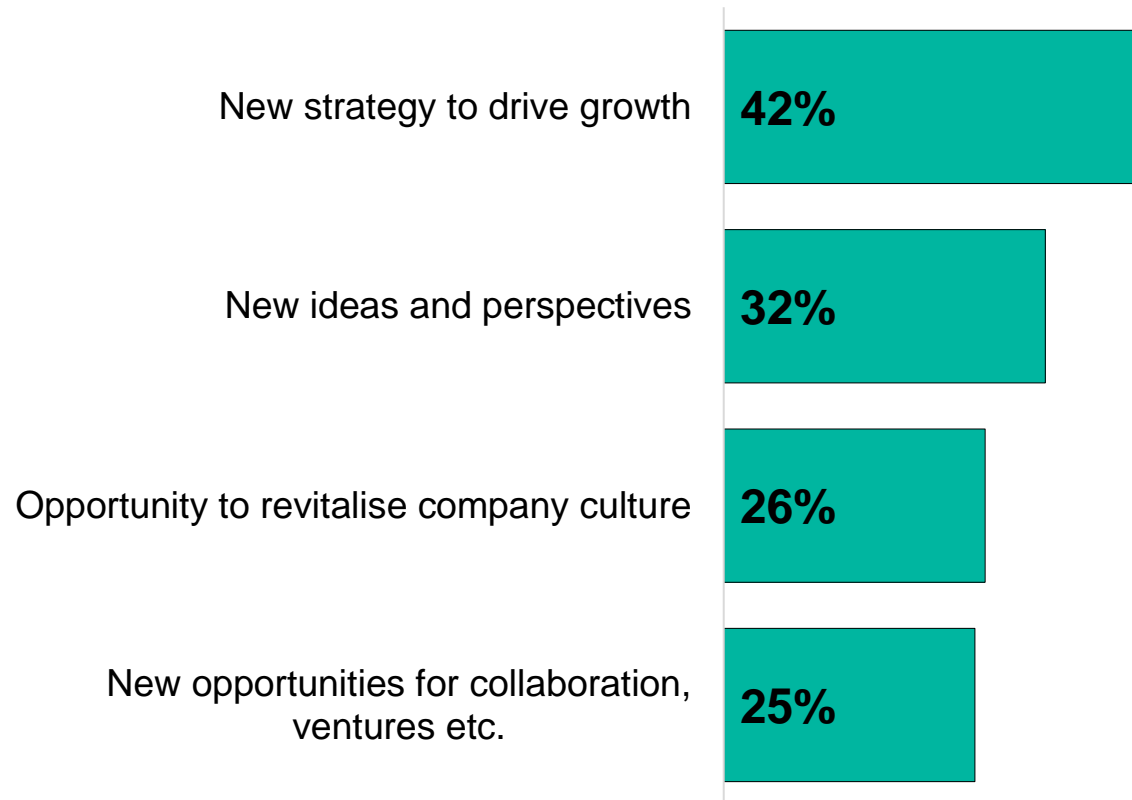 New strategy to drive growth
42%
New ideas and perspectives
32%
Opportunity to revitalise company culture
26%
New opportunities for collaboration,
ventures etc.
25%